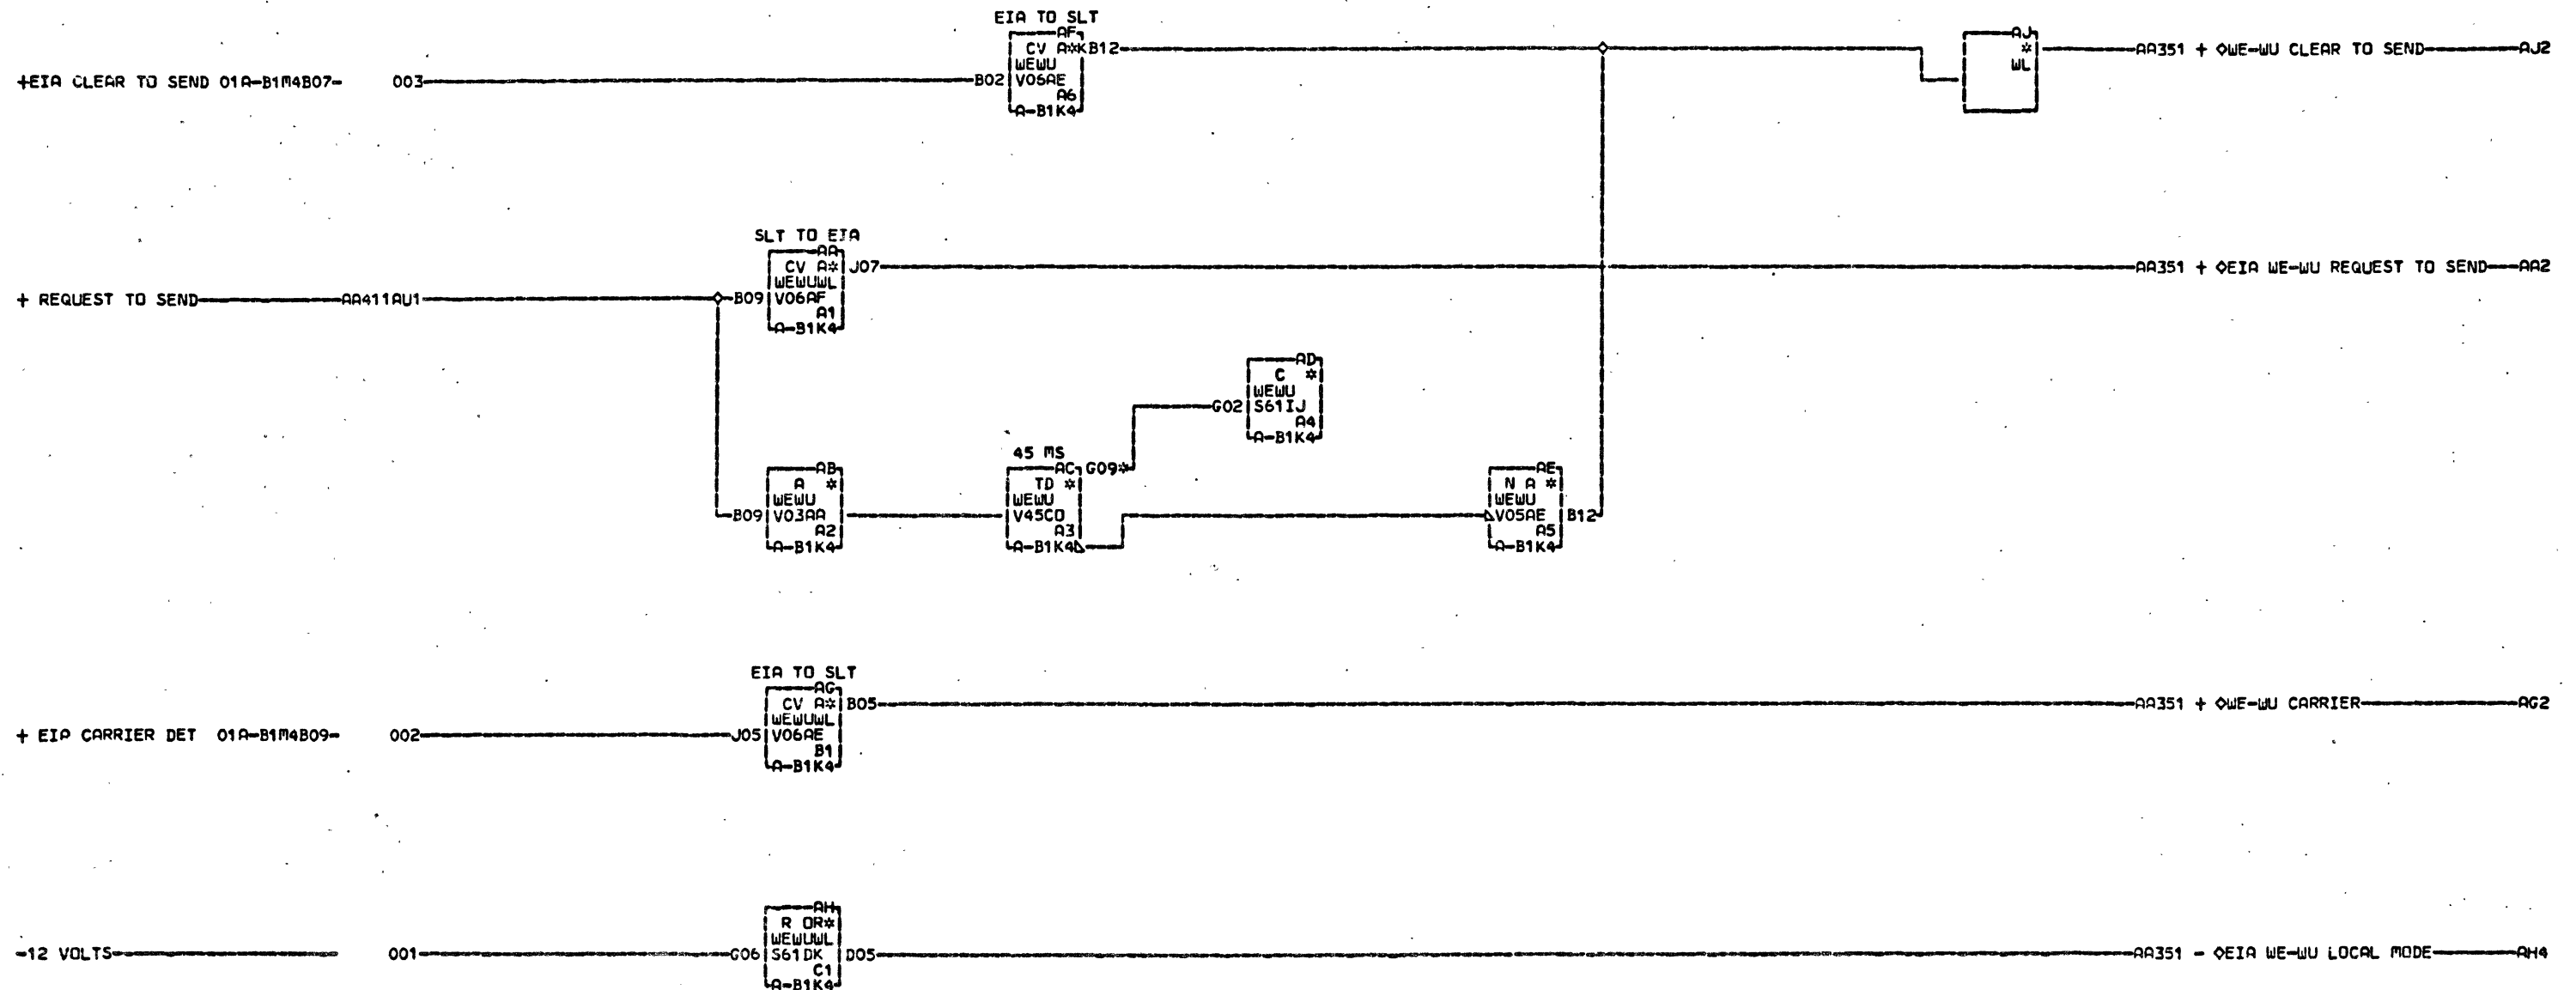 EIA TO SLT
AF
CV A*
B12
WEWU
B02 V06AE
A6
A-B1K4
+EIA CLEAR TO SEND 01A-B1M4B07- 003
AJ
*
WL
AA351 + ◇WE-WU CLEAR TO SEND AJ2
SLT TO EIA
AA
CV A* J07
WEWUWL
B09 V06AF
A1
A-B1K4
AA351 + ◇EIA WE-WU REQUEST TO SEND AA2
+ REQUEST TO SEND AA411AU1
AD
C *
WEWU
G02 S61IJ
A4
A-B1K4
AB
A *
WEWU
B09 V03AA
A2
A-B1K4
45 MS
AC G09*
TD *
WEWU
V45CO
A3
A-B1K4
AE
N A *
WEWU
V05AE B12
A5
A-B1K4
EIA TO SLT
AG
CV A* B05
WEWUWL
J05 V06AE
B1
A-B1K4
AA351 + ◇WE-WU CARRIER AG2
+ EIA CARRIER DET 01A-B1M4B09- 002
AH
R OR*
WEWUWL
G06 S61DK D05
C1
A-B1K4
-12 VOLTS 001
AA351 - ◇EIA WE-WU LOCAL MODE AH4